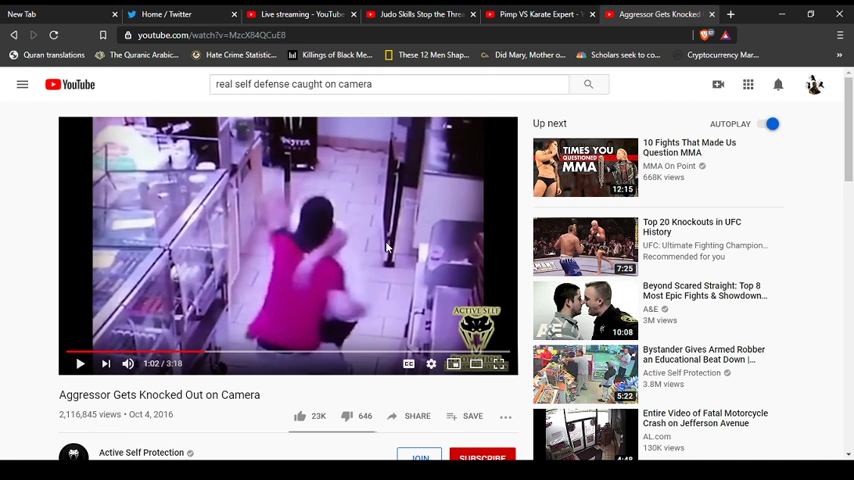 New Tab
Home / Twitter
Live streaming - YouTube
Judo Skills Stop the Threa
Pimp VS Karate Expert - Y
Aggressor Gets Knocked
youtube.com/watch?v=MzcX84QCuE8
Quran translations
The Quranic Arabic...
Hate Crime Statistic...
Killings of Black Me...
These 12 Men Shap...
Did Mary, Mother o...
Scholars seek to co...
Cryptocurrency Mar...
YouTube
real self defense caught on camera
Up next
AUTOPLAY
TIMES YOU
QUESTIONED
MMA
12:15
10 Fights That Made Us
Question MMA
MMA On Point
668K views
7:25
Top 20 Knockouts in UFC
History
UFC: Ultimate Fighting Champion...
Recommended for you
10:08
Beyond Scared Straight: Top 8
Most Epic Fights & Showdown...
A&E
3M views
ACTIVE SELF
1:02 / 3:18
5:22
Bystander Gives Armed Robber
an Educational Beat Down |...
Active Self Protection
3.8M views
Aggressor Gets Knocked Out on Camera
2,116,845 views • Oct 4, 2016
23K
646
SHARE
SAVE
4:48
Entire Video of Fatal Motorcycle
Crash on Jefferson Avenue
AL.com
130K views
Active Self Protection
JOIN
SUBSCRIBE